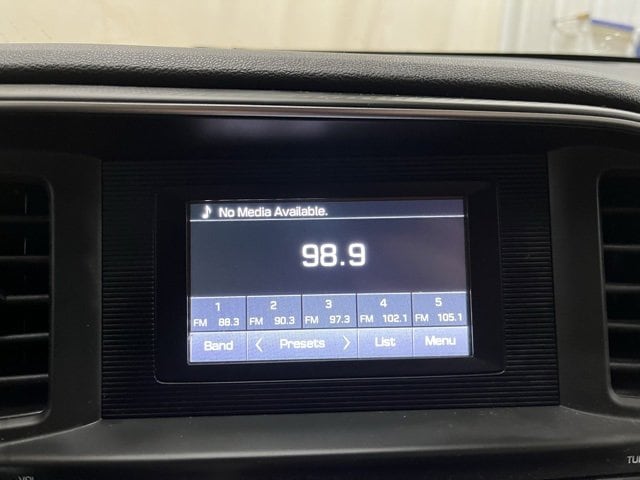 No Media Available.
98.9
1 2 3 4 5
FM 88.3 FM 90.3 FM 97.3 FM 102.1 FM 105.1
Band < Presets > List Menu